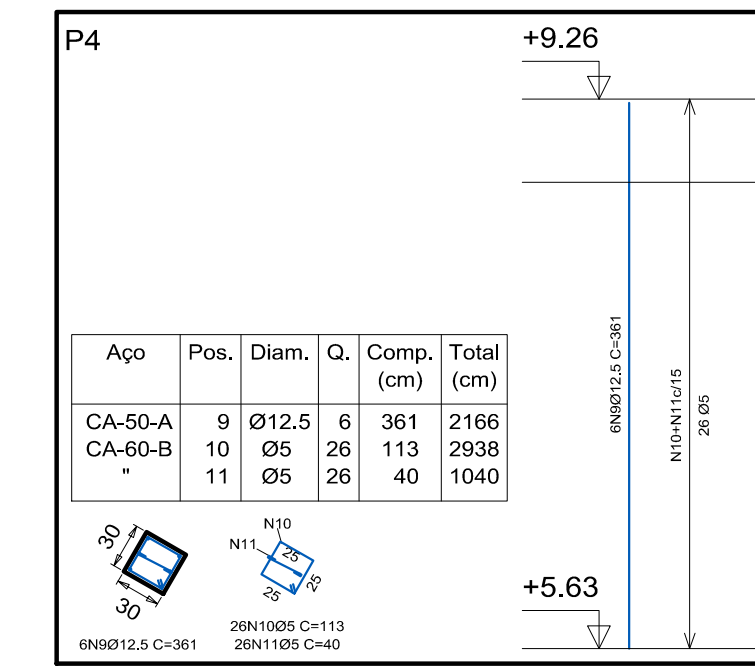 P4
+9.26
Aço Pos. Diam. Q. Comp. (cm) Total (cm)
CA-50-A 9 Ø12.5 6 361 2166
CA-60-B 10 Ø5 26 113 2938
" 11 Ø5 26 40 1040
6N9Ø12.5 C=361
N10+N11c/15
26 Ø5
+5.63
30
30
6N9Ø12.5 C=361
N10
N11
25
25
25
26N10Ø5 C=113
26N11Ø5 C=40